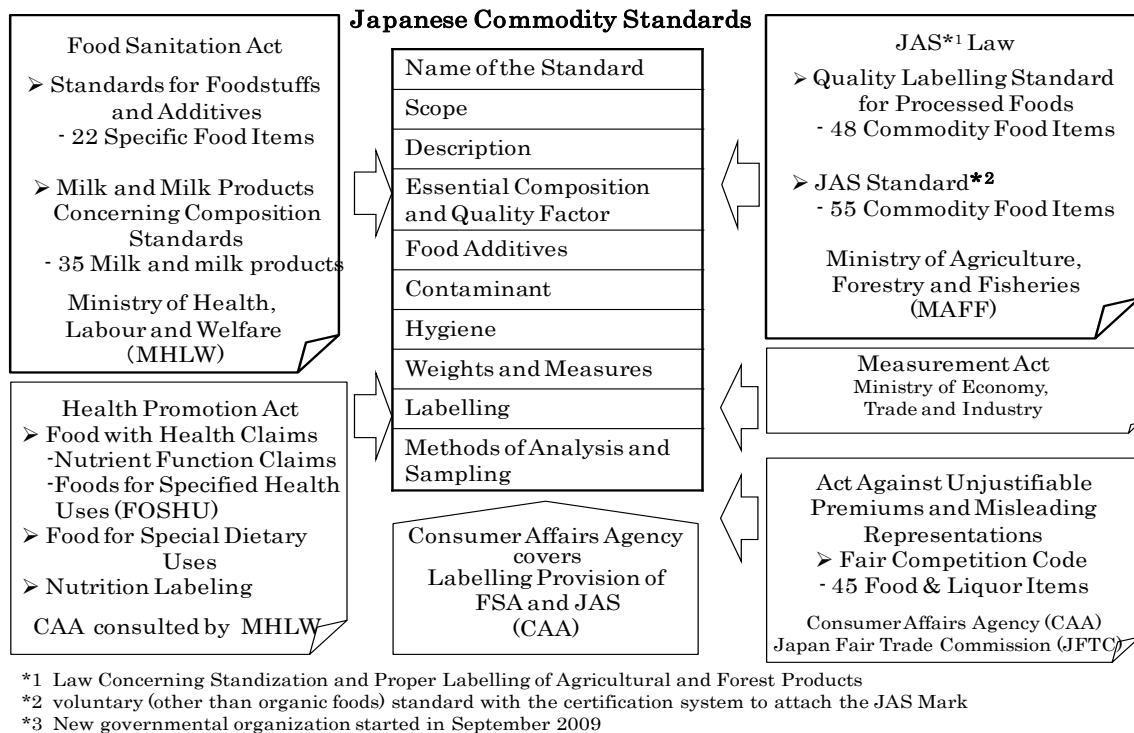 Japanese Commodity Standards
Food Sanitation Act
➢ Standards for Foodstuffs
and Additives
- 22 Specific Food Items
➢ Milk and Milk Products
Concerning Composition
Standards
- 35 Milk and milk products
Ministry of Health,
Labour and Welfare
(MHLW)
Health Promotion Act
➢ Food with Health Claims
-Nutrient Function Claims
-Foods for Specified Health
Uses (FOSHU)
➢ Food for Special Dietary
Uses
➢ Nutrition Labeling
CAA consulted by MHLW
Name of the Standard
Scope
Description
Essential Composition
and Quality Factor
Food Additives
Contaminant
Hygiene
Weights and Measures
Labelling
Methods of Analysis and
Sampling
Consumer Affairs Agency
covers
Labelling Provision of
FSA and JAS
(CAA)
JAS*1 Law
➢ Quality Labelling Standard
for Processed Foods
- 48 Commodity Food Items
➢ JAS Standard*2
- 55 Commodity Food Items
Ministry of Agriculture,
Forestry and Fisheries
(MAFF)
Measurement Act
Ministry of Economy,
Trade and Industry
Act Against Unjustifiable
Premiums and Misleading
Representations
➢ Fair Competition Code
- 45 Food & Liquor Items
Consumer Affairs Agency (CAA)
Japan Fair Trade Commission (JFTC)
*1 Law Concerning Standization and Proper Labelling of Agricultural and Forest Products
*2 voluntary (other than organic foods) standard with the certification system to attach the JAS Mark
*3 New governmental organization started in September 2009